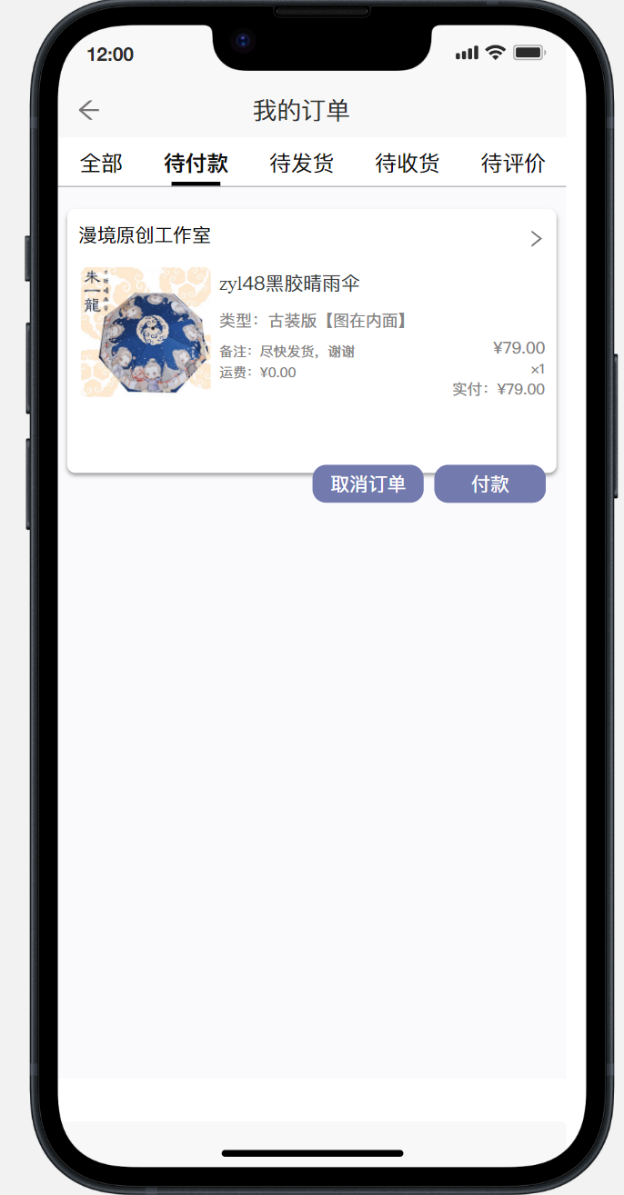 12:00
我的订单
全部 待付款 待发货 待收货 待评价
漫境原创工作室
朱一龍
zyl48黑胶晴雨伞
类型：古装版【图在内面】
备注：尽快发货，谢谢
¥79.00
运费：¥0.00
×1
实付：¥79.00
取消订单 付款